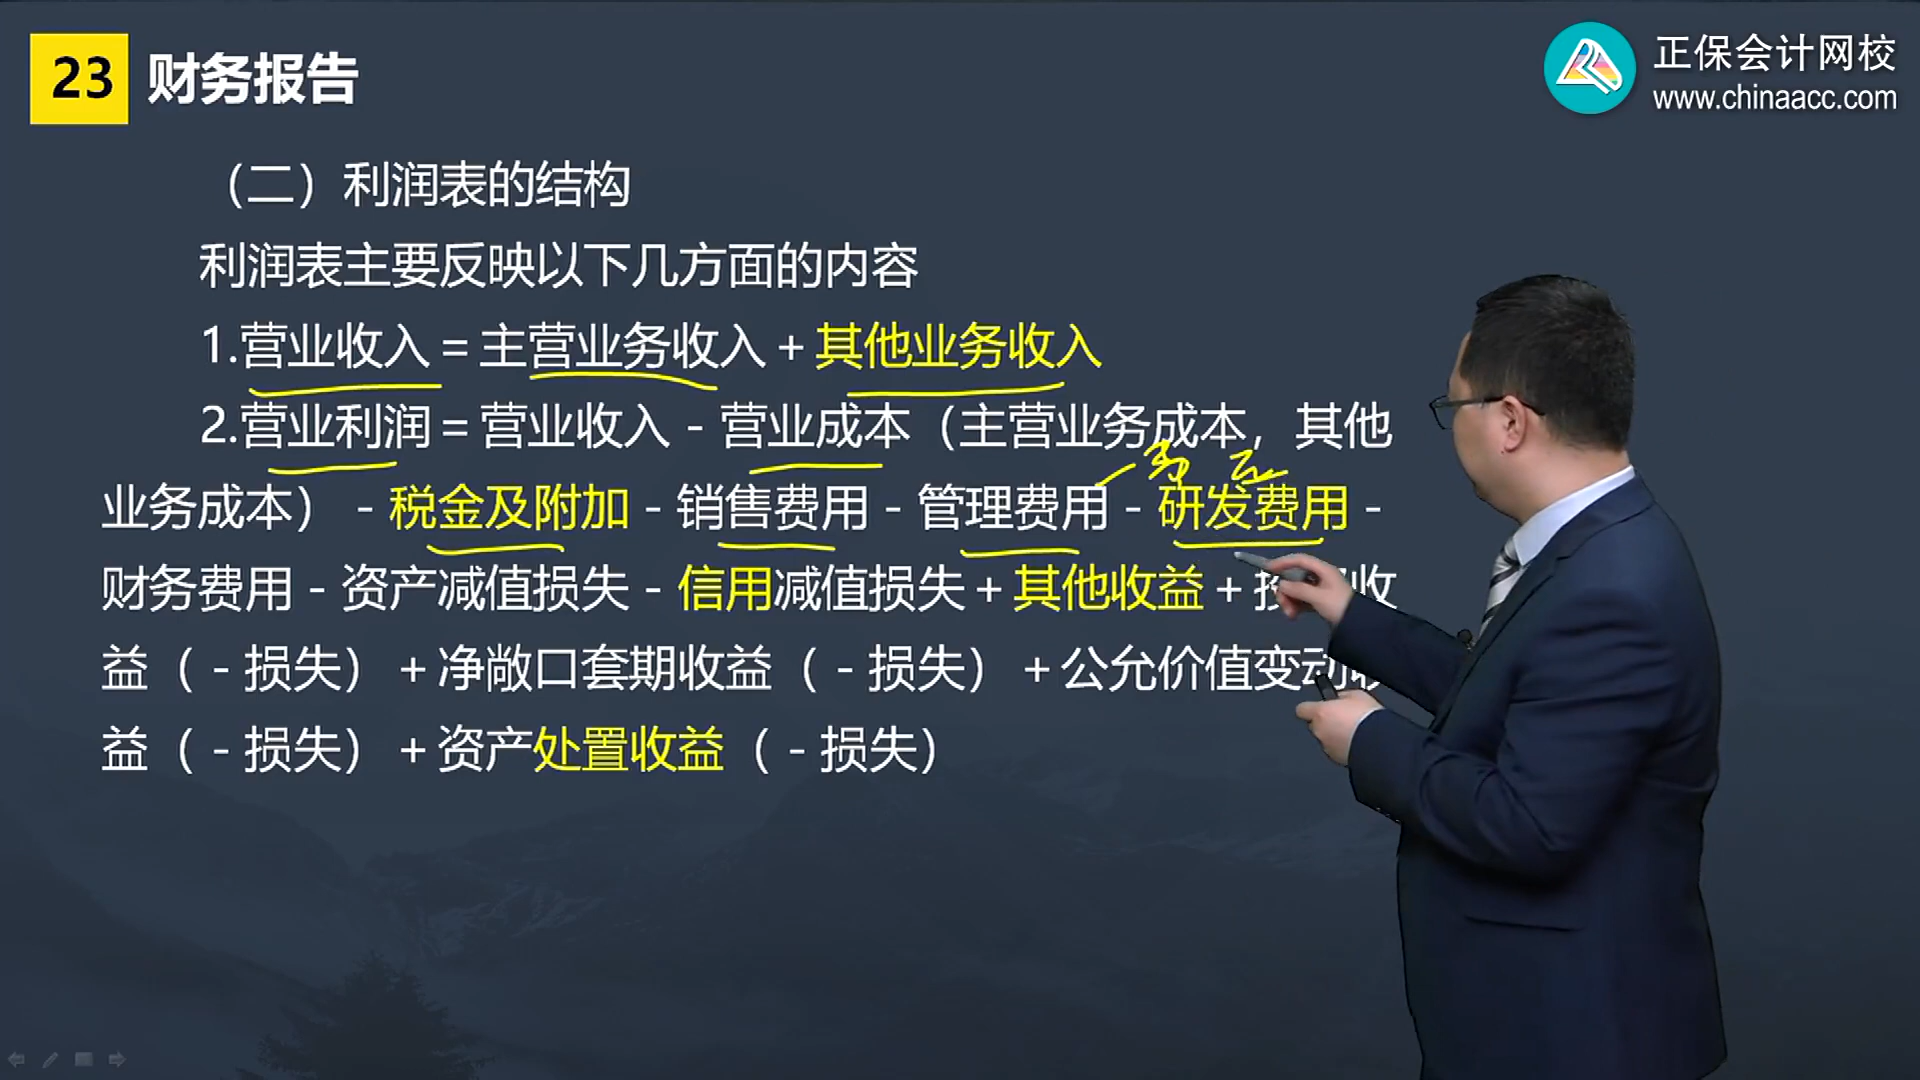 23 财务报告
正保会计网校
www.chinaacc.com
（二）利润表的结构
利润表主要反映以下几方面的内容
1.营业收入＝主营业务收入＋其他业务收入
2.营业利润＝营业收入－营业成本（主营业务成本，其他
业务成本）－税金及附加－销售费用－管理费用－研发费用－
财务费用－资产减值损失－信用减值损失＋其他收益＋投资收
益（－损失）＋净敞口套期收益（－损失）＋公允价值变动收
益（－损失）＋资产处置收益（－损失）